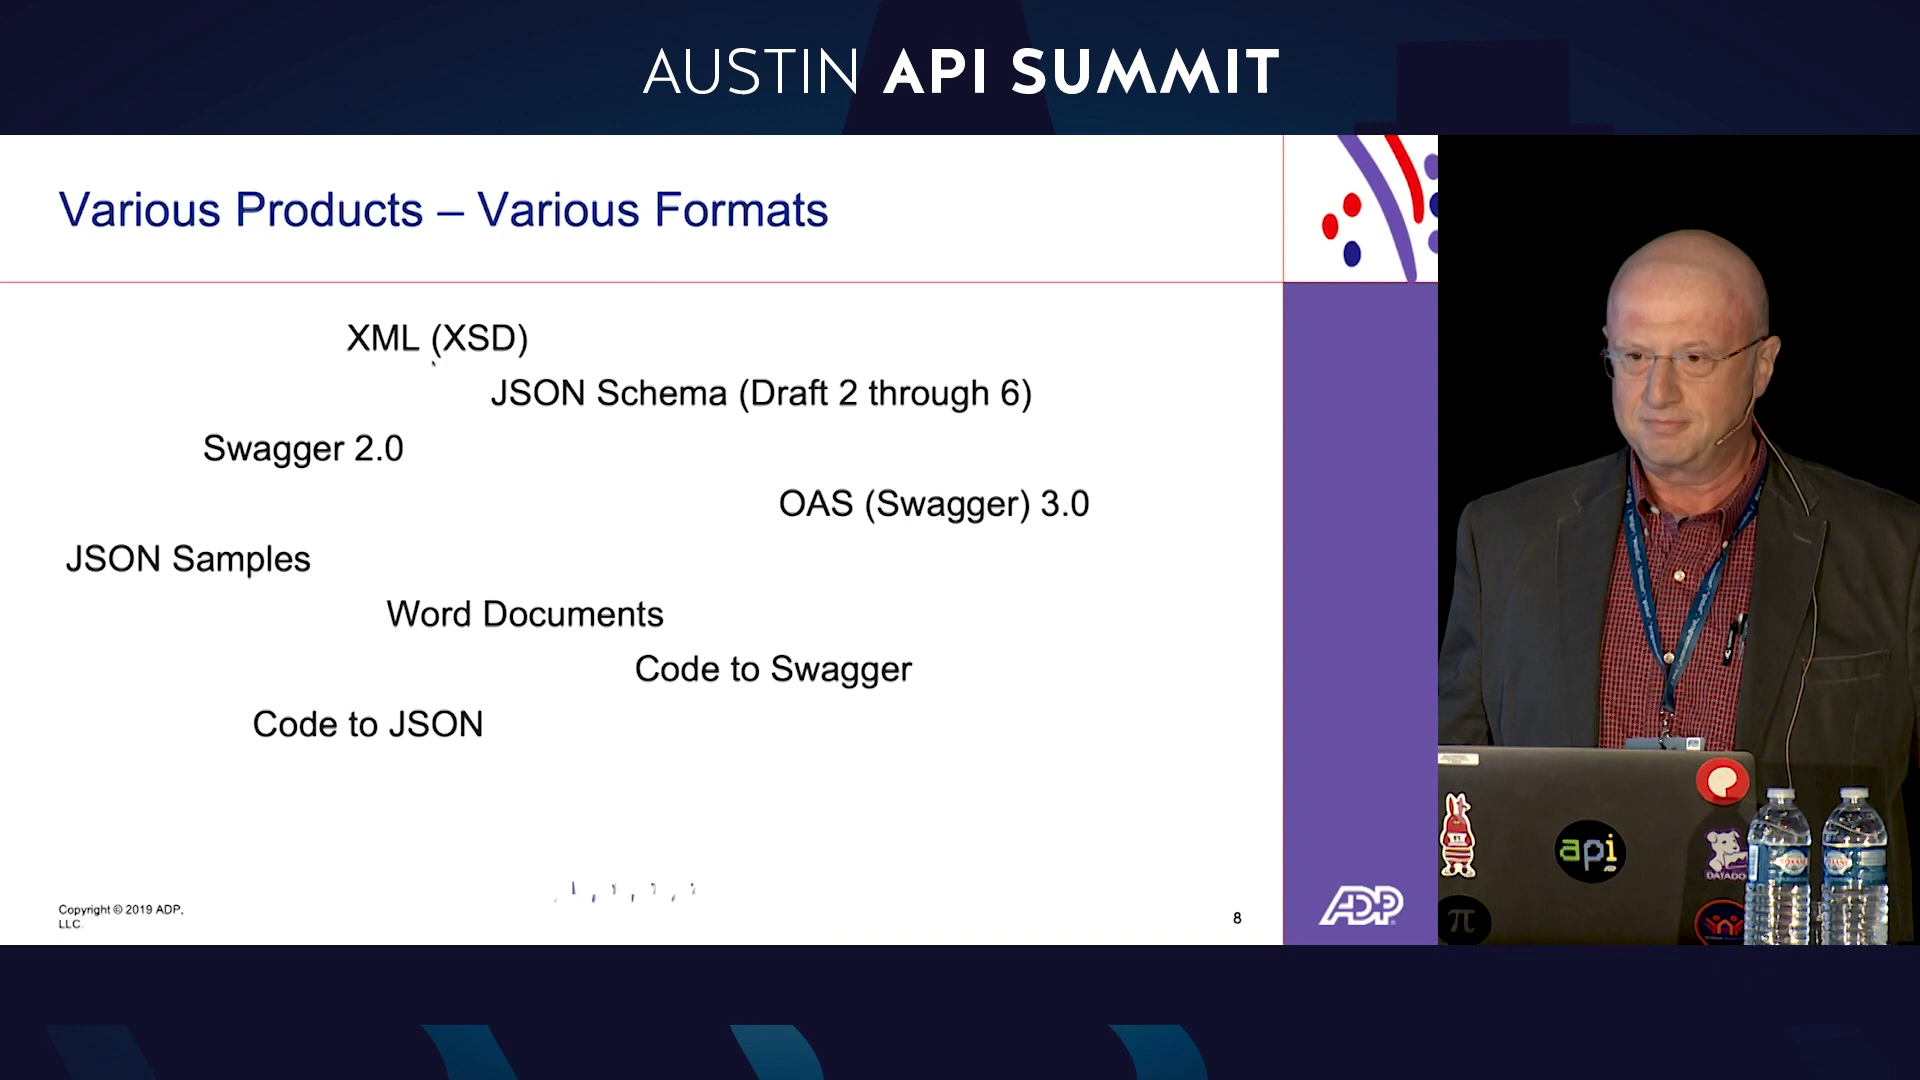 AUSTIN API SUMMIT
Various Products – Various Formats
XML (XSD)
JSON Schema (Draft 2 through 6)
Swagger 2.0
OAS (Swagger) 3.0
JSON Samples
Word Documents
Code to Swagger
Code to JSON
Copyright © 2019 ADP,
LLC.
8
ADP
api
DATADO
π